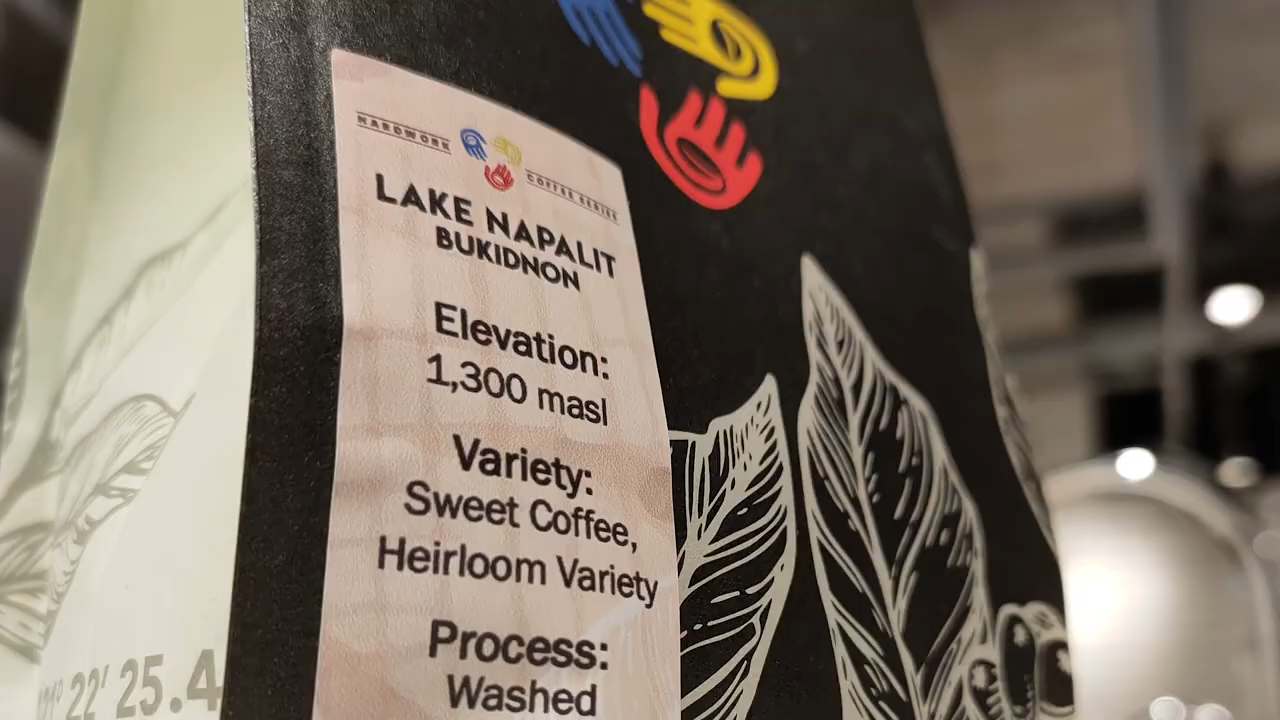 HARDWORK COFFEE SERIES
LAKE NAPALIT
BUKIDNON
Elevation:
1,300 masl
Variety:
Sweet Coffee,
Heirloom Variety
Process:
Washed
22' 25.4